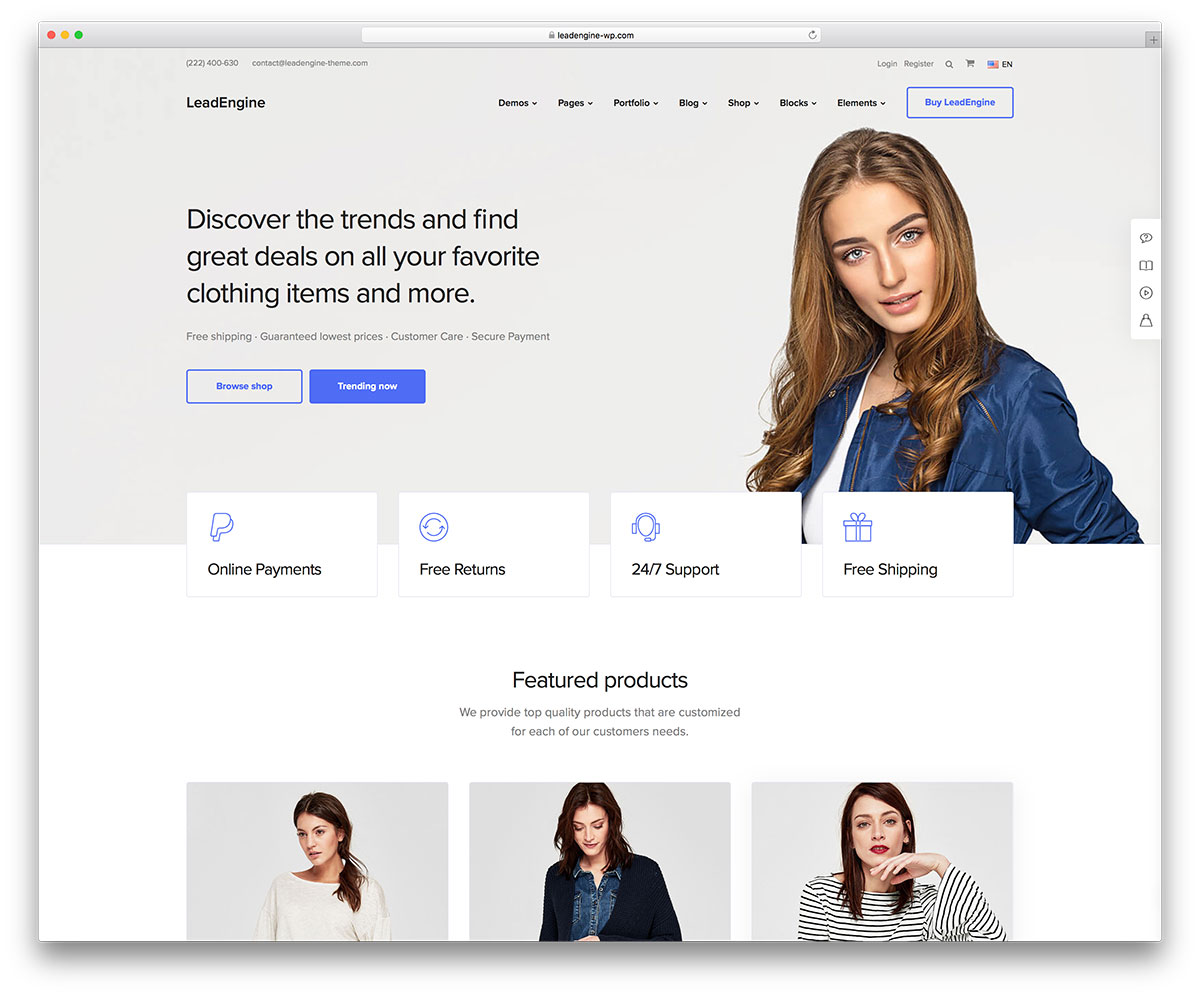 leadengine-wp.com
(222) 400-630 contact@leadengine-theme.com Login Register EN
LeadEngine Demos Pages Portfolio Blog Shop Blocks Elements Buy LeadEngine
Discover the trends and find
great deals on all your favorite
clothing items and more.
Free shipping · Guaranteed lowest prices · Customer Care · Secure Payment
Browse shop Trending now
Online Payments Free Returns 24/7 Support Free Shipping
Featured products
We provide top quality products that are customized
for each of our customers needs.